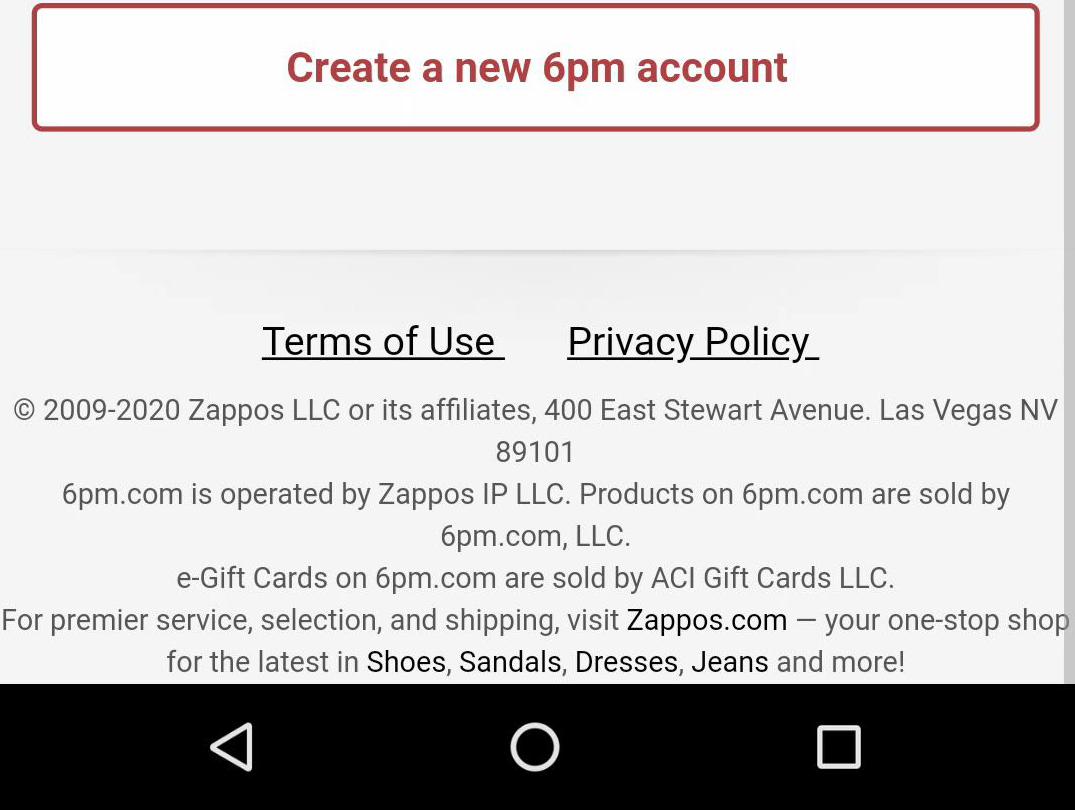 Create a new 6pm account
Terms of Use Privacy Policy
© 2009-2020 Zappos LLC or its affiliates, 400 East Stewart Avenue. Las Vegas NV
89101
6pm.com is operated by Zappos IP LLC. Products on 6pm.com are sold by
6pm.com, LLC.
e-Gift Cards on 6pm.com are sold by ACI Gift Cards LLC.
For premier service, selection, and shipping, visit Zappos.com — your one-stop shop
for the latest in Shoes, Sandals, Dresses, Jeans and more!